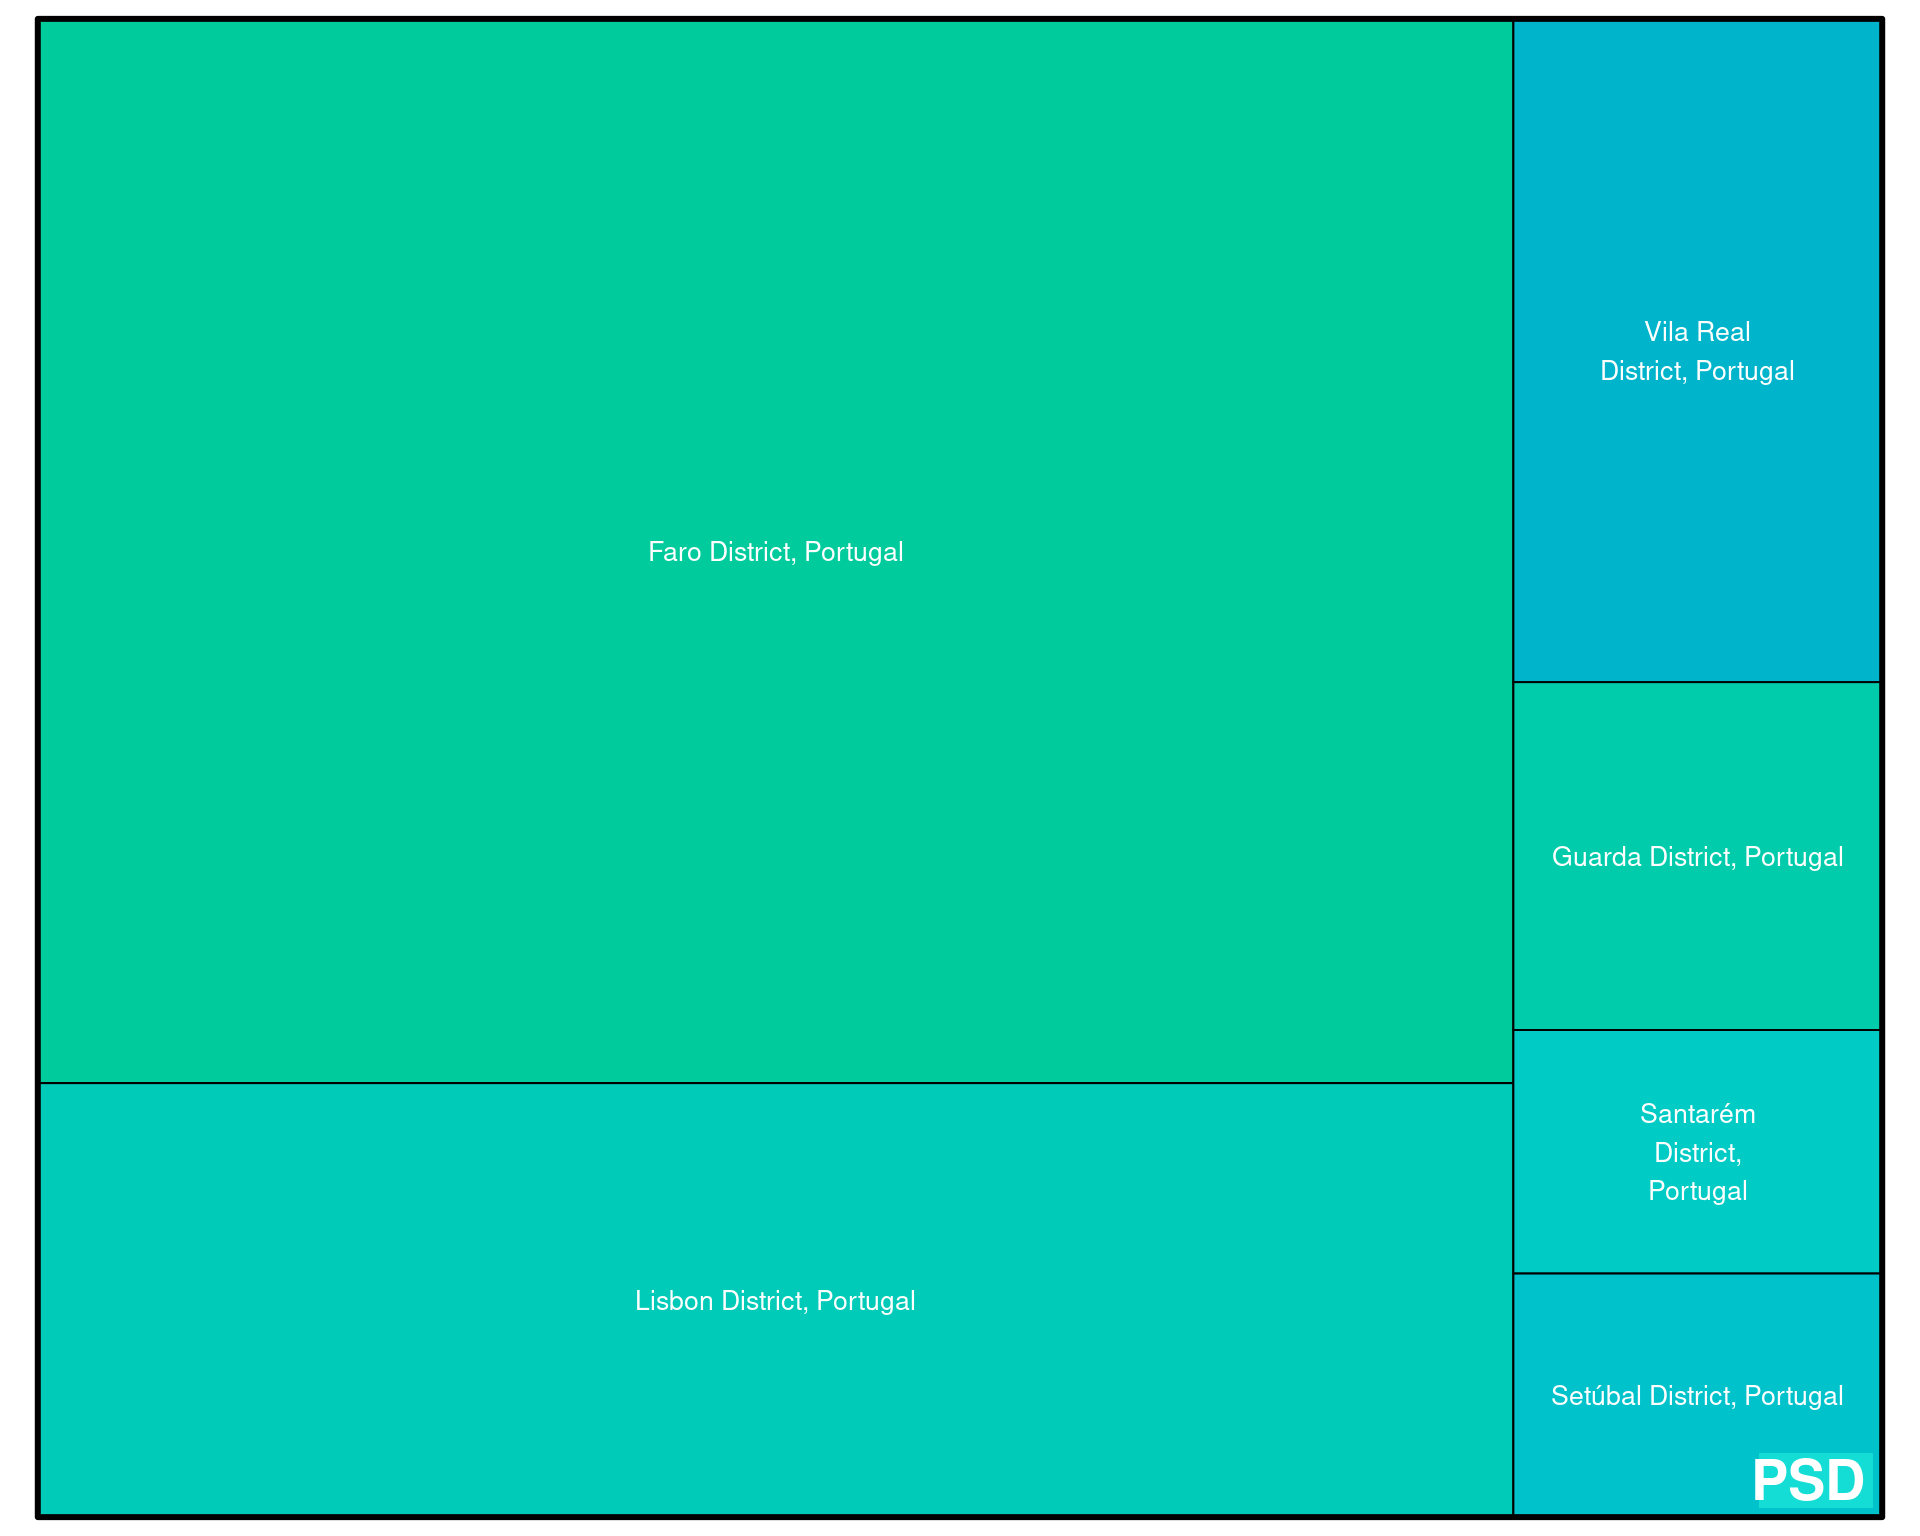 Vila Real
District, Portugal
Faro District, Portugal
Guarda District, Portugal
Santarém
District,
Portugal
Lisbon District, Portugal
Setúbal District, Portugal
PSD